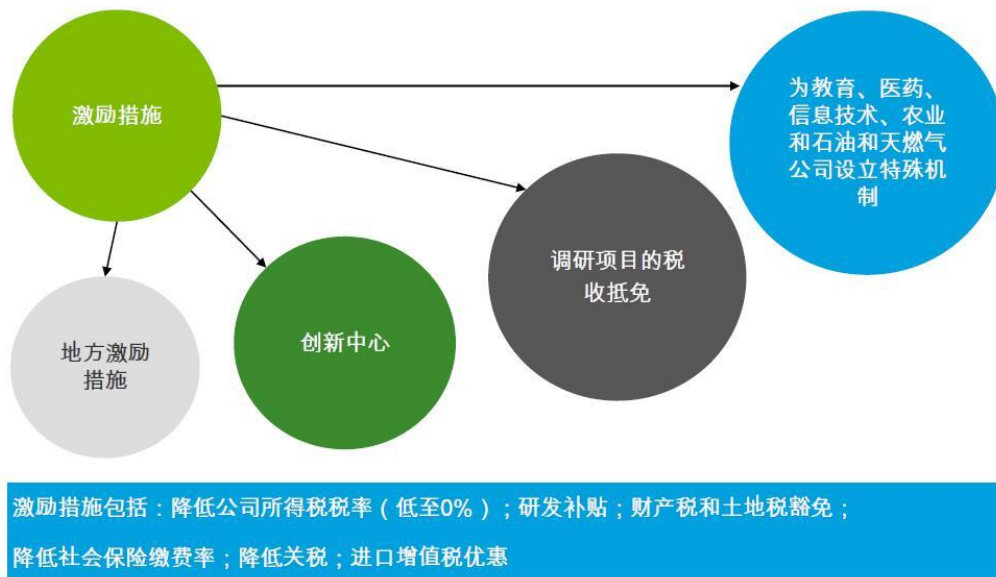 激励措施
为教育、医药、
信息技术、农业
和石油和天燃气
公司设立特殊机
制
调研项目的税
收抵免
创新中心
地方激励
措施
激励措施包括：降低公司所得税税率（低至0%）；研发补贴；财产税和土地税豁免；
降低社会保险缴费率；降低关税；进口增值税优惠